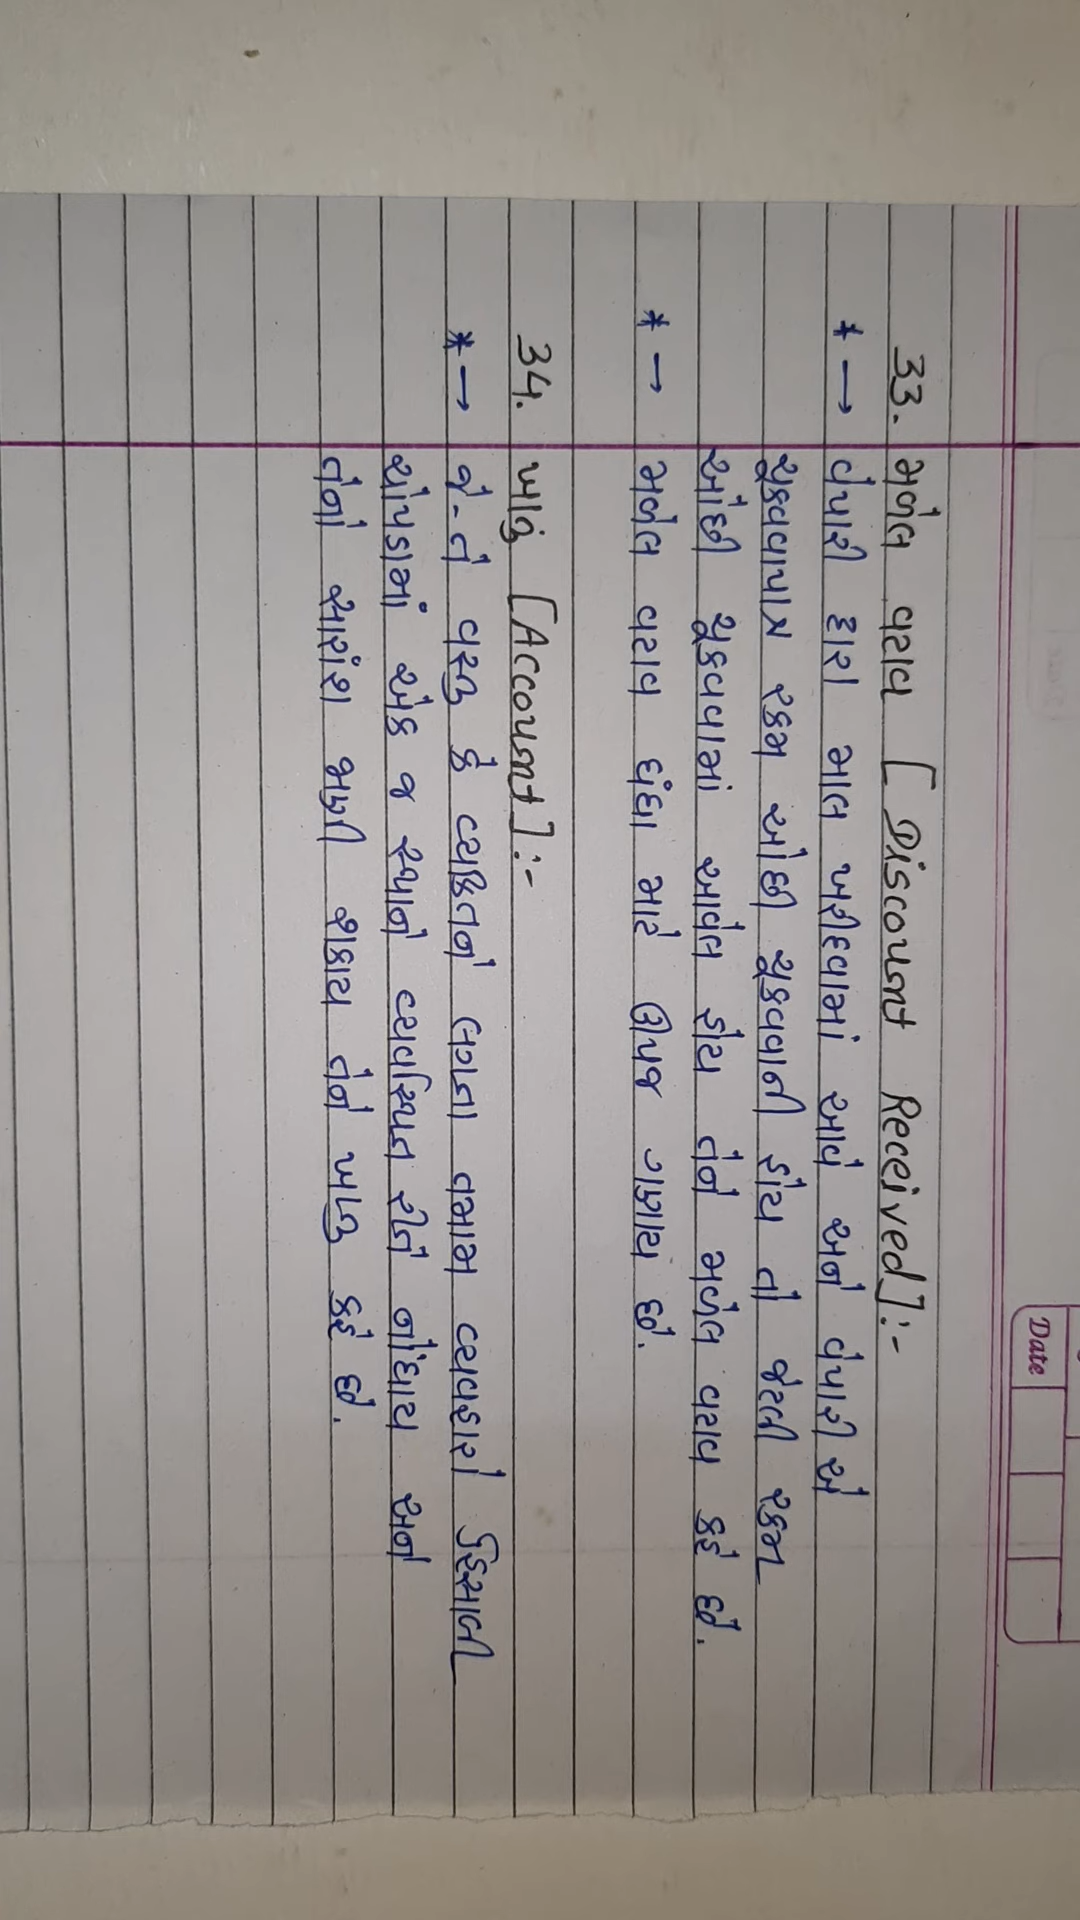 Date
33. મળેલ વટાવ [Discount Received]:-
* → વેપારી દ્વારા માલ ખરીદવામાં આવે અને વેપારી એ
ચૂકવવાપાત્ર રકમ ઓછી ચૂકવવાની હોય તો જેટલી રકમ
ઓછી ચૂકવવામાં આવેલ હોય તેને મળેલ વટાવ કહે છે.
* → મળેલ વટાવ ધંધા માટે ઊપજ ગણાય છે.
34. ખાતું [Account]:-
* → જે-તે વસ્તુ કે વ્યકિતને લગતા તમામ વ્યવહારો હિસાબી
ચોપડામાં એક જ સ્થાને વ્યવસ્થિત રીતે નોંધાય અને
તેનો સારાંશ મળી શકાય તેને ખાતુ કહે છે.